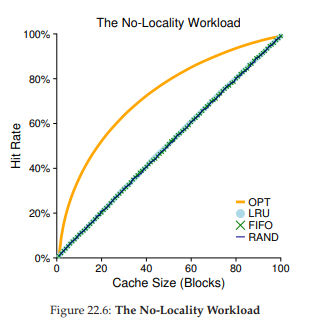 The No-Locality Workload
100%
80%
60%
40%
20%
0%
Hit Rate
0 20 40 60 80 100
Cache Size (Blocks)
OPT
LRU
FIFO
RAND
Figure 22.6: The No-Locality Workload